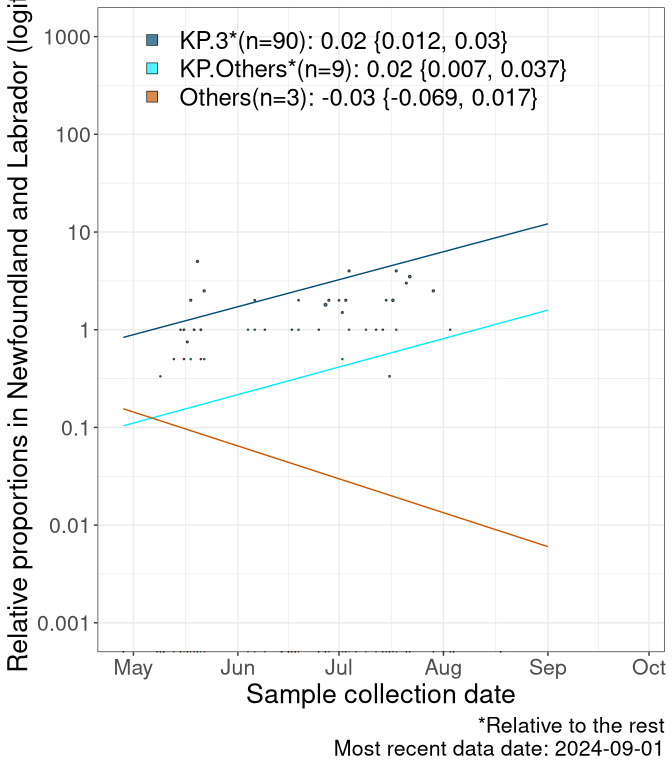 KP.3*(n=90): 0.02 {0.012, 0.03}
KP.Others*(n=9): 0.02 {0.007, 0.037}
Others(n=3): -0.03 {-0.069, 0.017}
Relative proportions in Newfoundland and Labrador (logit
1000
100
10
1
0.1
0.01
0.001
May Jun Jul Aug Sep Oct
Sample collection date
*Relative to the rest
Most recent data date: 2024-09-01